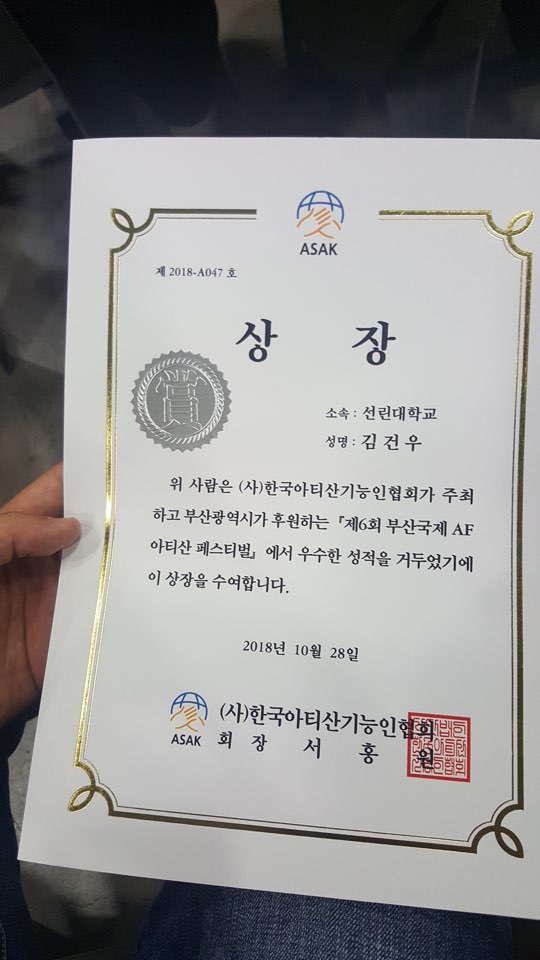 ASAK
제 2018-A047 호
상 장
賞
소속 : 선린대학교
성명 : 김건우
위 사람은 (사)한국아티산기능인협회가 주최
하고 부산광역시가 후원하는 『제6회 부산국제 AF
아티산 페스티벌』에서 우수한 성적을 거두었기에
이 상장을 수여합니다.
2018년 10월 28일
(사)한국아티산기능인협회
ASAK 회 장 서 홍 원